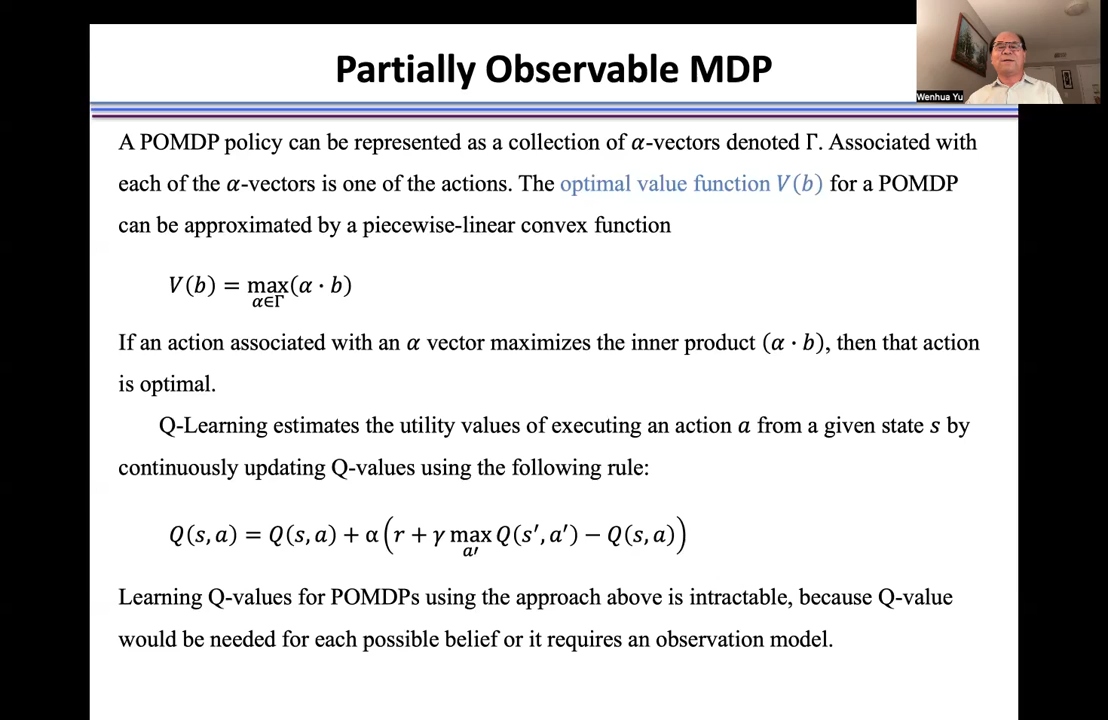 Partially Observable MDP
Wenhua Yu
A POMDP policy can be represented as a collection of α-vectors denoted Γ. Associated with
each of the α-vectors is one of the actions. The optimal value function V(b) for a POMDP
can be approximated by a piecewise-linear convex function
V(b) = max(α · b)
α∈Γ
If an action associated with an α vector maximizes the inner product (α · b), then that action
is optimal.
Q-Learning estimates the utility values of executing an action a from a given state s by
continuously updating Q-values using the following rule:
Q(s, a) = Q(s, a) + α(r + γ max Q(s′, a′) − Q(s, a))
a′
Learning Q-values for POMDPs using the approach above is intractable, because Q-value
would be needed for each possible belief or it requires an observation model.